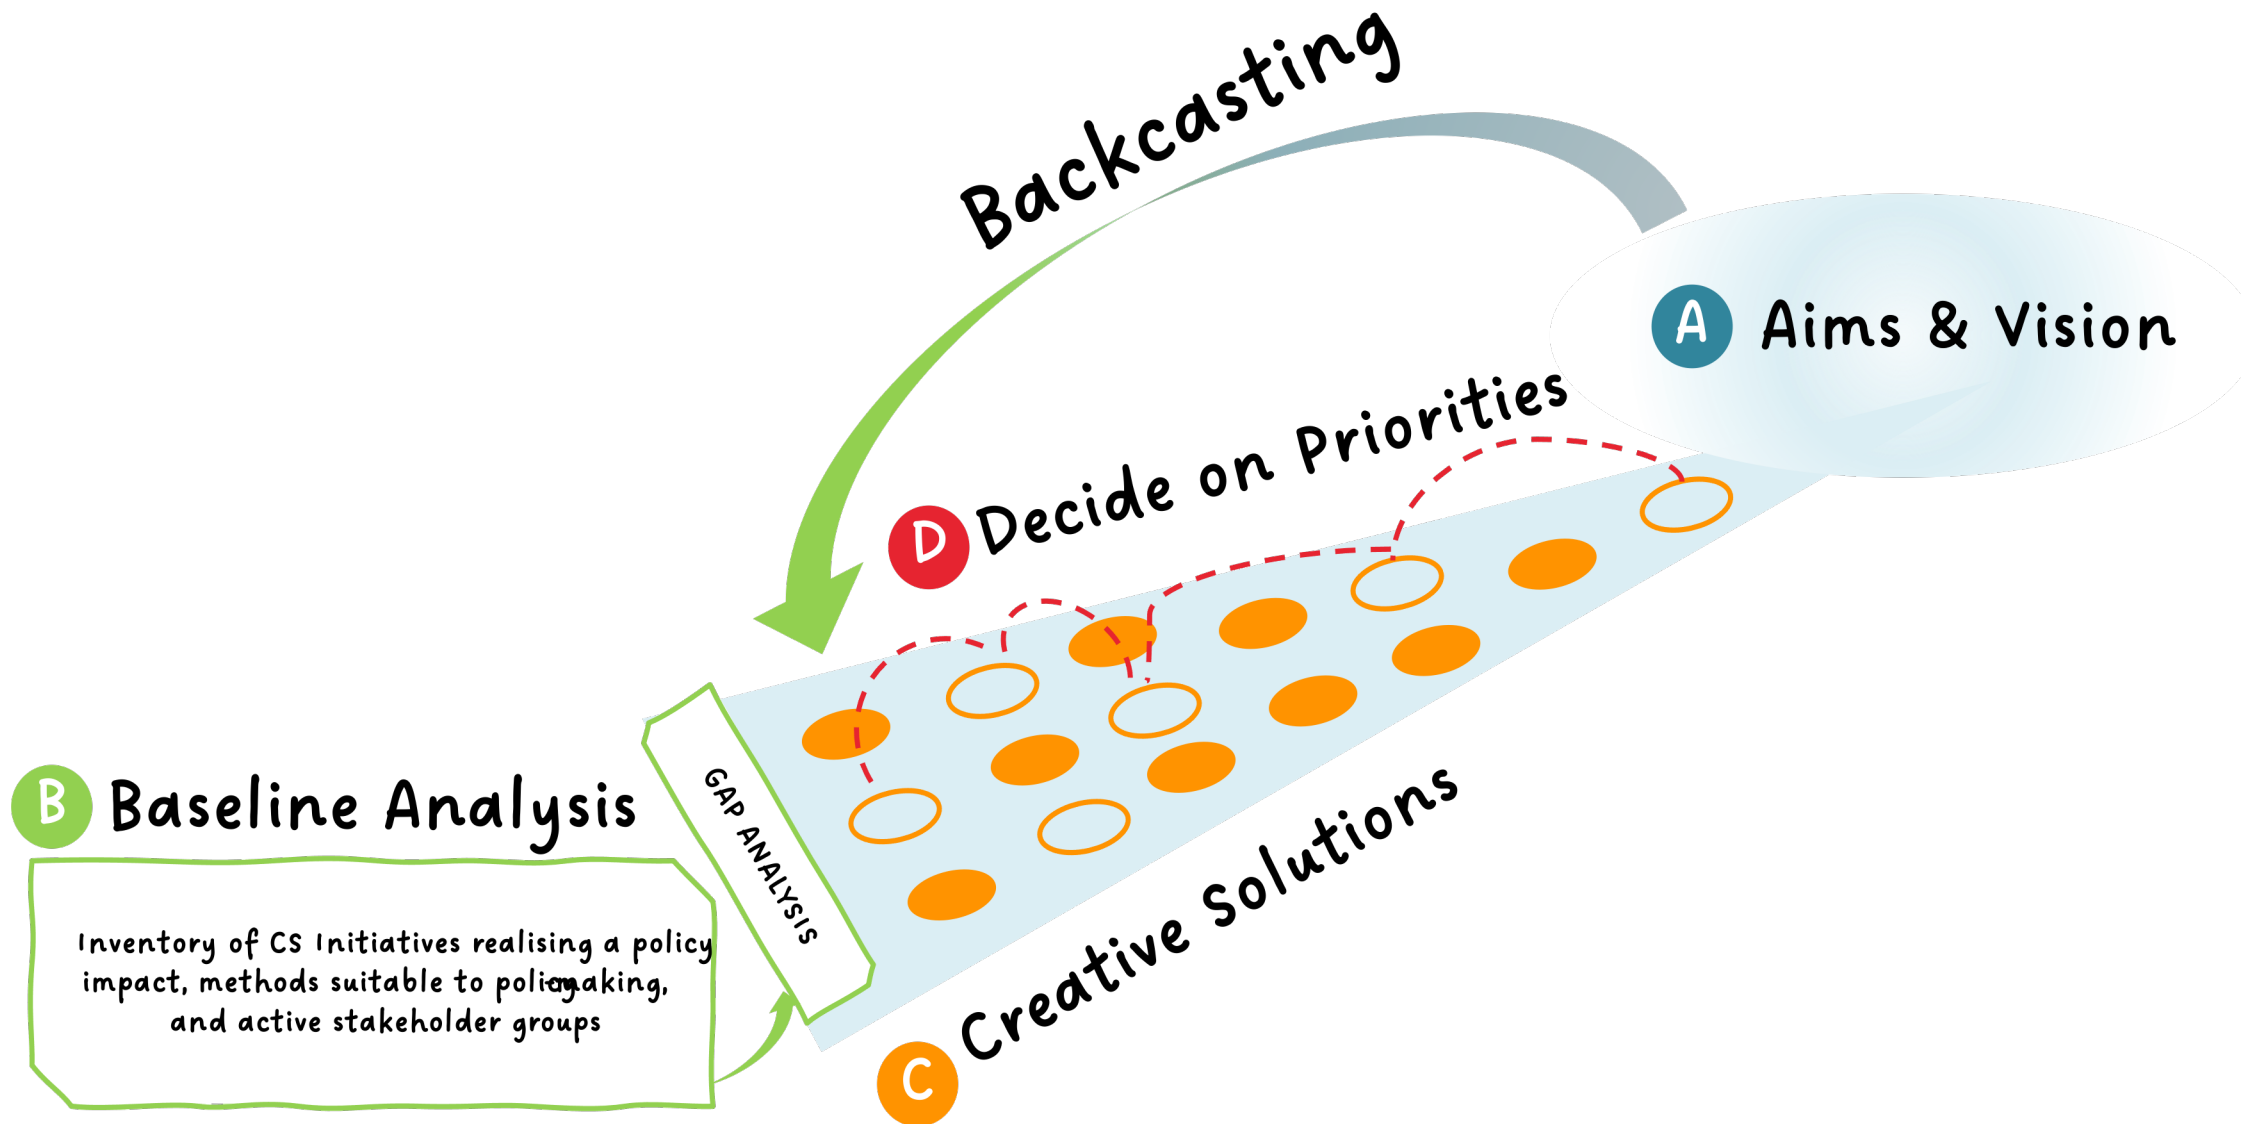 Backcasting
A Aims & Vision
D Decide on Priorities
B Baseline Analysis
GAP ANALYSIS
Inventory of CS Initiatives realising a policy
impact, methods suitable to policymaking,
and active stakeholder groups
C Creative Solutions